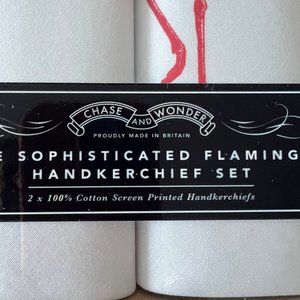 CHASE AND WONDER
PROUDLY MADE IN BRITAIN
E SOPHISTICATED FLAMING
HANDKERCHIEF SET
2 x 100% Cotton Screen Printed Handkerchiefs